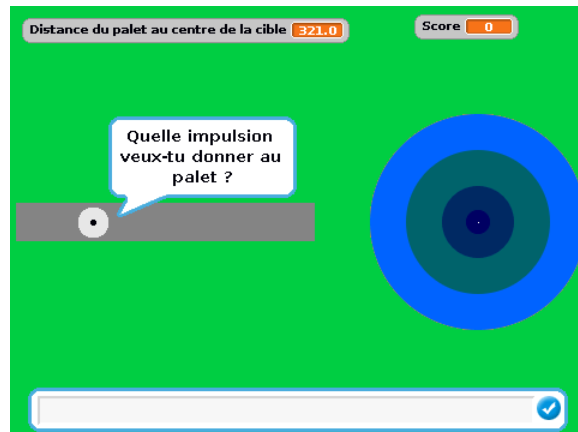 Distance du palet au centre de la cible 321.0
Score 0
Quelle impulsion
veux-tu donner au
palet ?